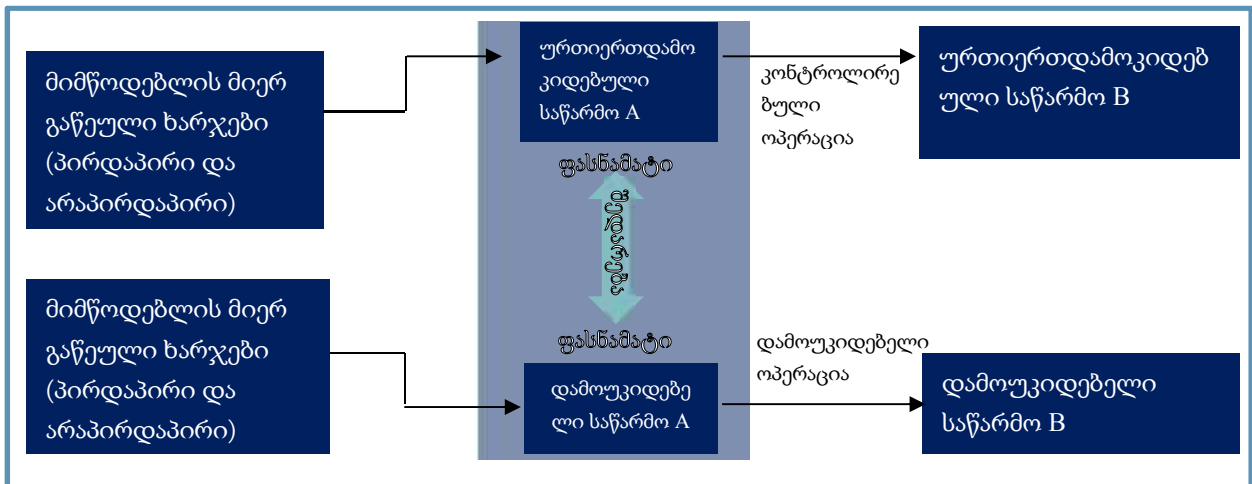 მიმწოდებლის მიერ
გაწეული ხარჯები
(პირდაპირი და
არაპირდაპირი)
ურთიერთდამო
კიდებული
საწარმო A
კონტროლირე
ბული
ოპერაცია
ურთიერთდამოკიდებ
ული საწარმო B
ფასნამატი
შედარება
ფასნამატი
მიმწოდებლის მიერ
გაწეული ხარჯები
(პირდაპირი და
არაპირდაპირი)
დამოუკიდებე
ლი საწარმო A
დამოუკიდებელი
ოპერაცია
დამოუკიდებელი
საწარმო B